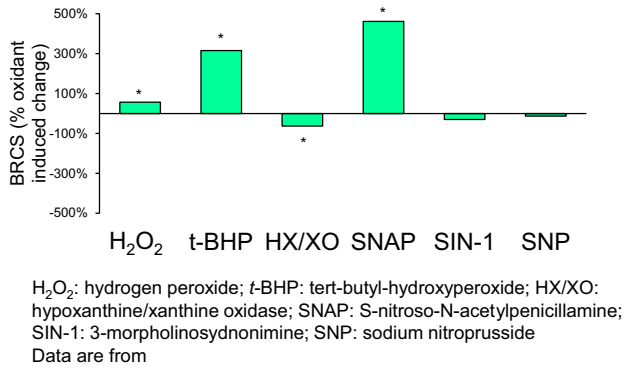 500%
*
*
300%
*
100%
-100%
*
-300%
-500%
BRCS (% oxidant
induced change)
H₂O₂ t-BHP HX/XO SNAP SIN-1 SNP
H₂O₂: hydrogen peroxide; t-BHP: tert-butyl-hydroxyperoxide; HX/XO:
hypoxanthine/xanthine oxidase; SNAP: S-nitroso-N-acetylpenicillamine;
SIN-1: 3-morpholinosydnonimine; SNP: sodium nitroprusside
Data are from